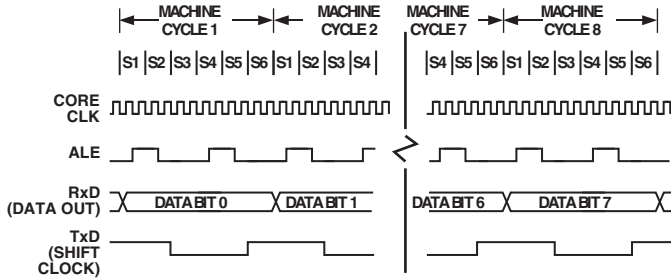 MACHINE CYCLE 1
MACHINE CYCLE 2
MACHINE CYCLE 7
MACHINE CYCLE 8
S1 S2 S3 S4 S5 S6 S1 S2 S3 S4
S4 S5 S6 S1 S2 S3 S4 S5 S6
CORE CLK
ALE
RxD (DATA OUT)
DATA BIT 0
DATA BIT 1
DATA BIT 6
DATA BIT 7
TxD (SHIFT CLOCK)